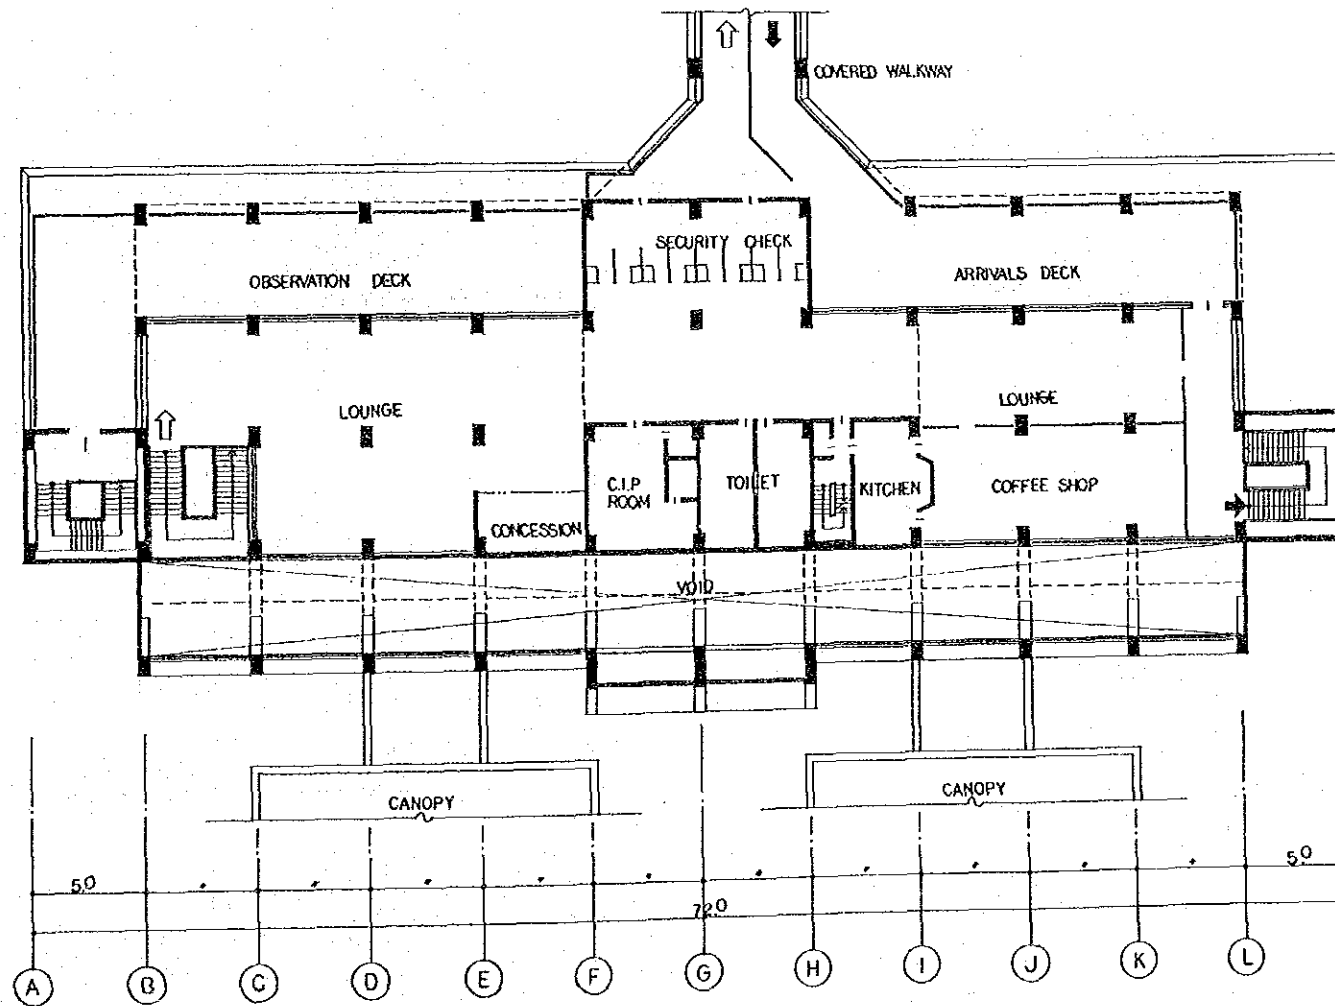 COVERED WALKWAY
SECURITY CHECK
OBSERVATION DECK
ARRIVALS DECK
LOUNGE
LOUNGE
C.I.P
ROOM
TOILET
KITCHEN
COFFEE SHOP
CONCESSION
VOID
CANOPY
CANOPY
5.0
5.0
72.0
A B C D E F G H I J K L